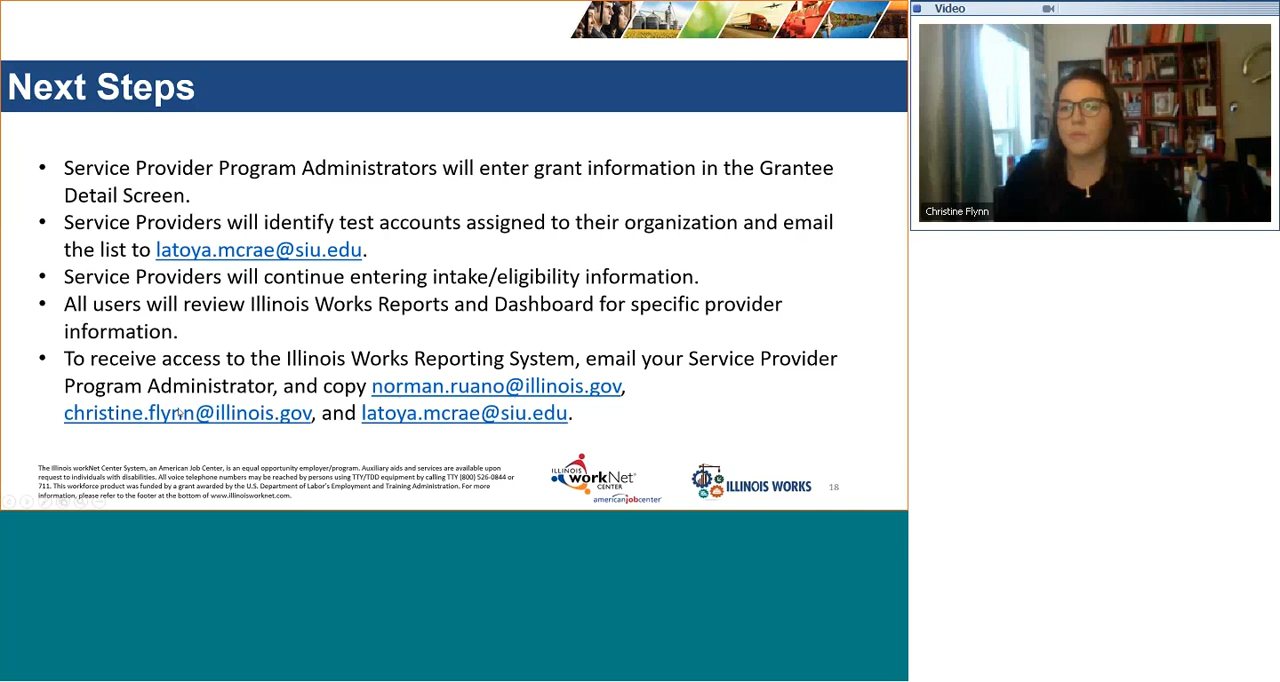 Next Steps
• Service Provider Program Administrators will enter grant information in the Grantee
Detail Screen.
• Service Providers will identify test accounts assigned to their organization and email
the list to latoya.mcrae@siu.edu.
• Service Providers will continue entering intake/eligibility information.
• All users will review Illinois Works Reports and Dashboard for specific provider
information.
• To receive access to the Illinois Works Reporting System, email your Service Provider
Program Administrator, and copy norman.ruano@illinois.gov,
christine.flynn@illinois.gov, and latoya.mcrae@siu.edu.
The Illinois workNet Center System, an American Job Center, is an equal opportunity employer/program. Auxiliary aids and services are available upon
request to individuals with disabilities. All voice telephone numbers may be reached by persons using TTY/TDD equipment by calling TTY (800) 526-0844 or
711. This workforce product was funded by a grant awarded by the U.S. Department of Labor's Employment and Training Administration. For more
information, please refer to the footer at the bottom of www.illinoisworknet.com.
ILLINOIS
workNet®
CENTER
americanjobcenter
ILLINOIS WORKS
18
Video
Christine Flynn